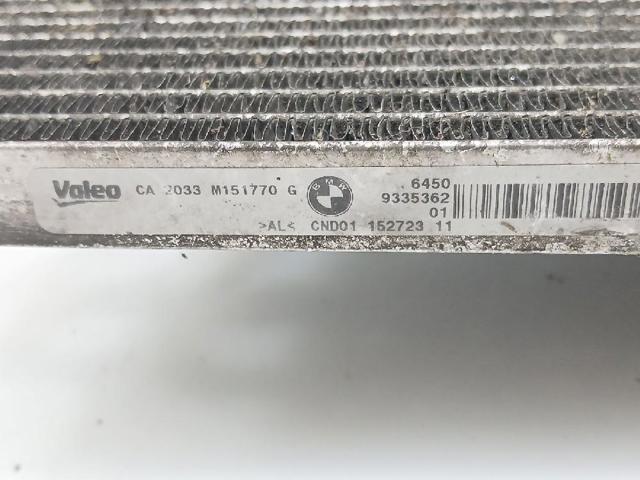 Valeo CA 2033 M151770 G BMW 6450
9335362
01
>AL< CND01 152723 11